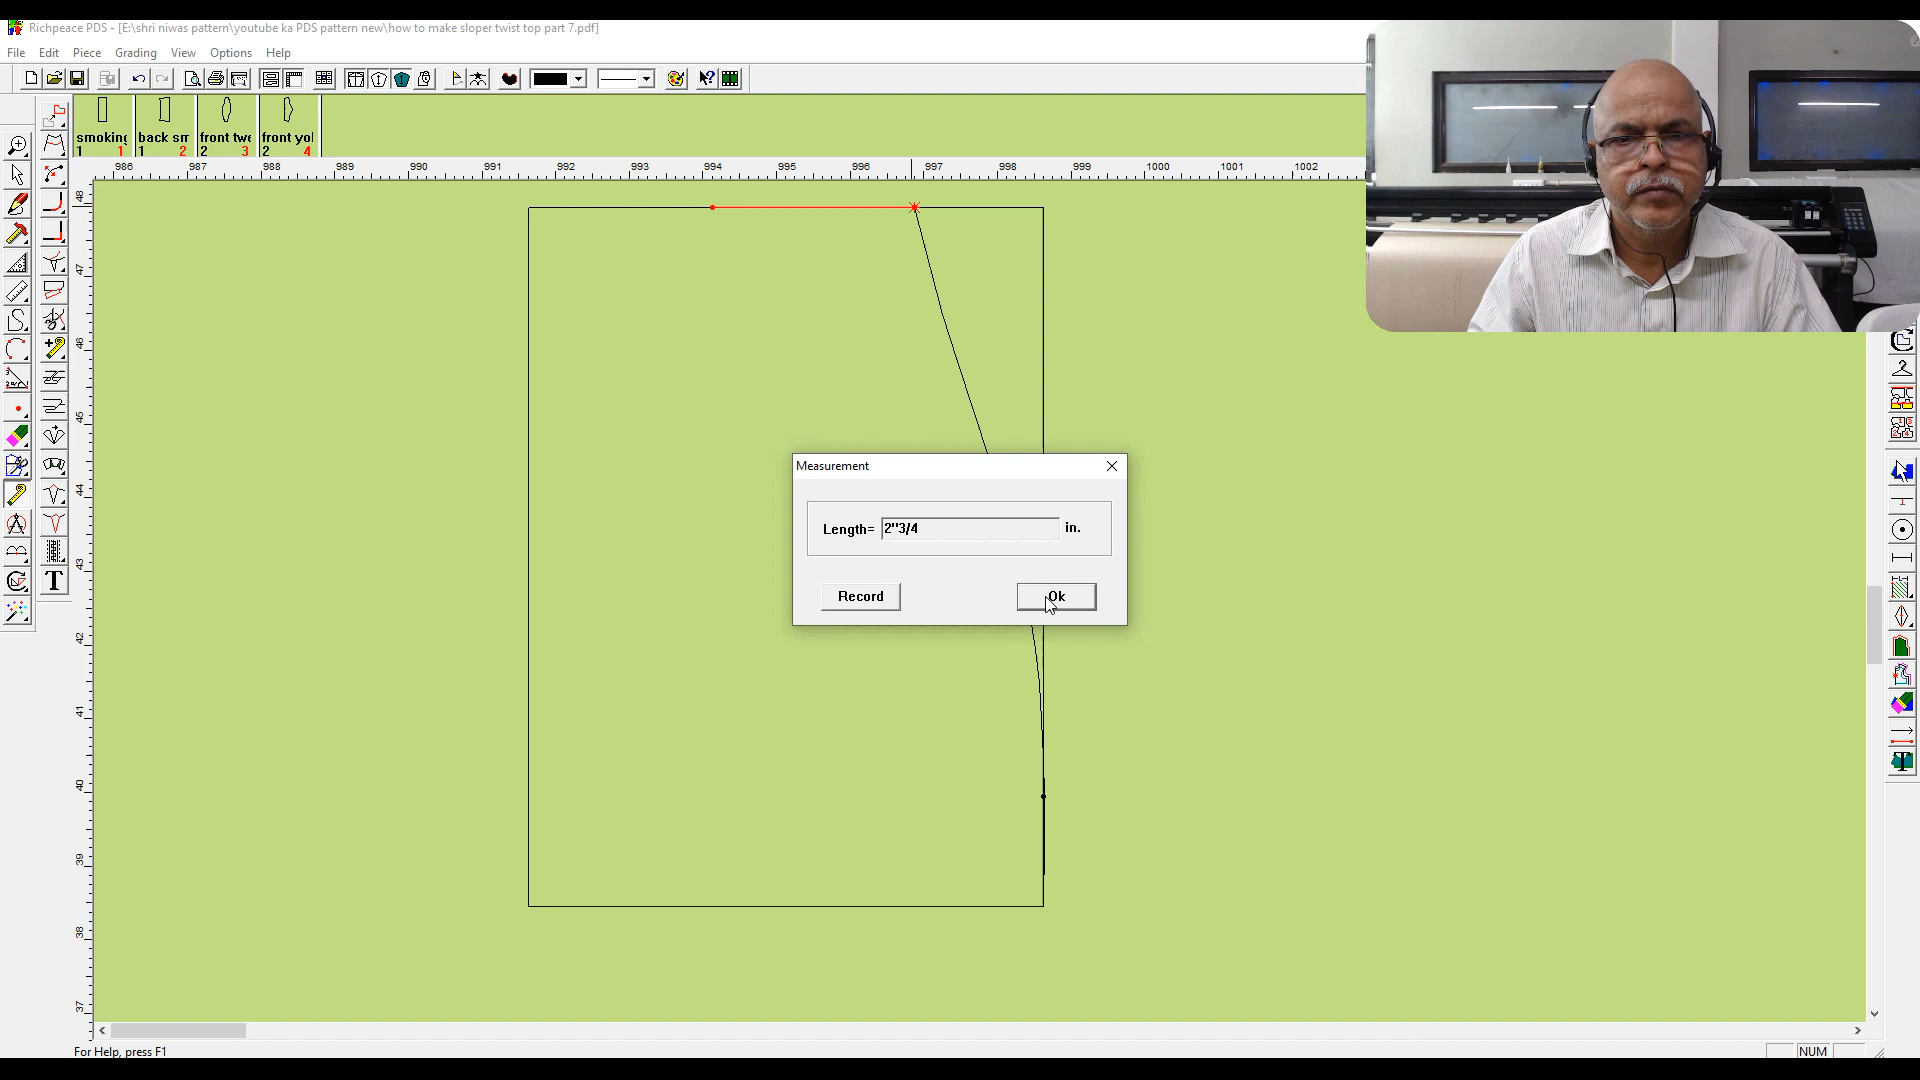 Richpeace PDS - [E:\shri niwas pattern\youtube ka PDS pattern new\how to make sloper twist top part 7.pdf]
File Edit Piece Grading View Options Help
smoking back sm front twe front yol
1 1 1 2 2 3 2 4
986 987 988 989 990 991 992 993 994 995 996 997 998 999 1000 1001 1002
48
47
46
45
44
43
42
41
40
39
38
37
T
Measurement
Length= 2"3/4 in.
Record Ok
For Help, press F1
NUM